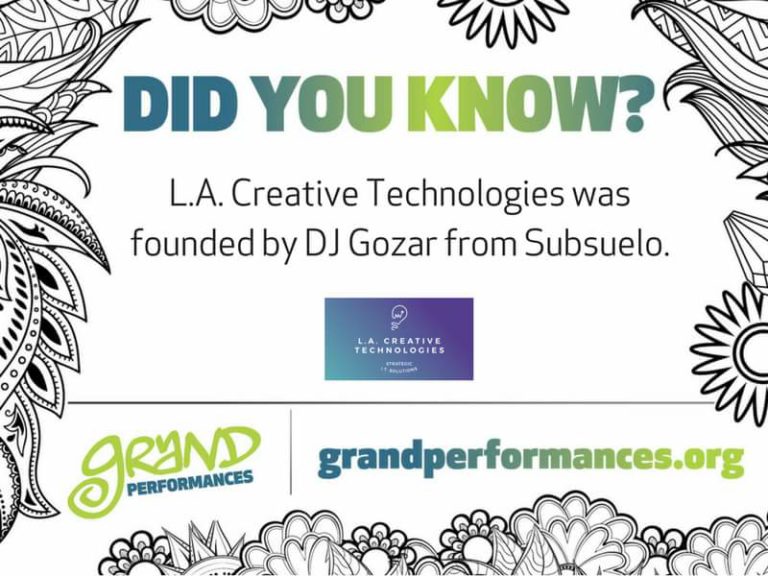 DID YOU KNOW?
L.A. Creative Technologies was
founded by DJ Gozar from Subsuelo.
L.A. CREATIVE
TECHNOLOGIES
STRATEGIC
I.T. SOLUTIONS
GRAND
PERFORMANCES
grandperformances.org